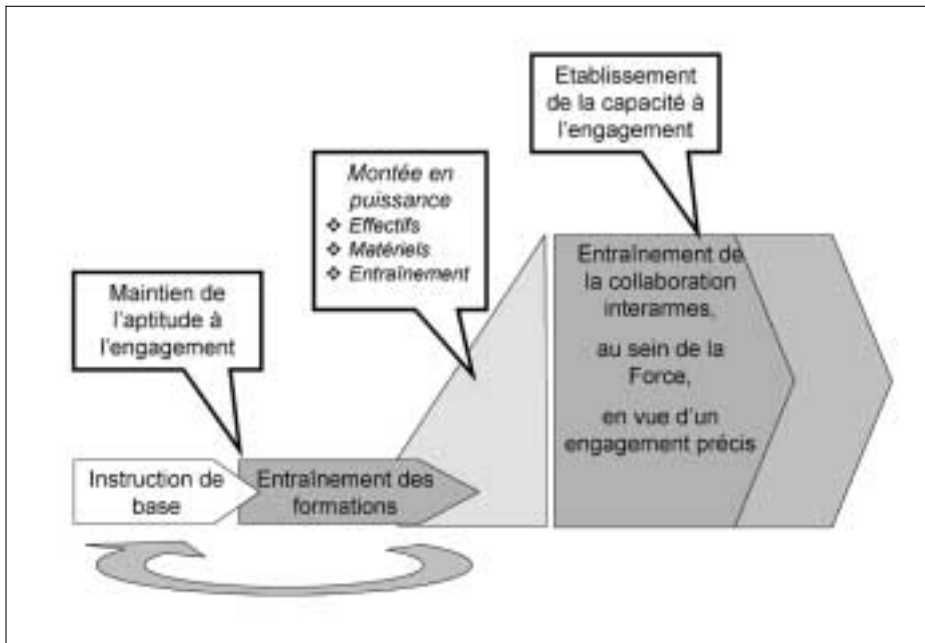 Etablissement
de la capacité à
l'engagement
Montée en
puissance
❖ Effectifs
❖ Matériels
❖ Entraînement
Maintien de
l'aptitude à
l'engagement
Entraînement de
la collaboration
interarmes,
au sein de la
Force,
en vue d'un
engagement précis
Instruction de
base
Entraînement des
formations